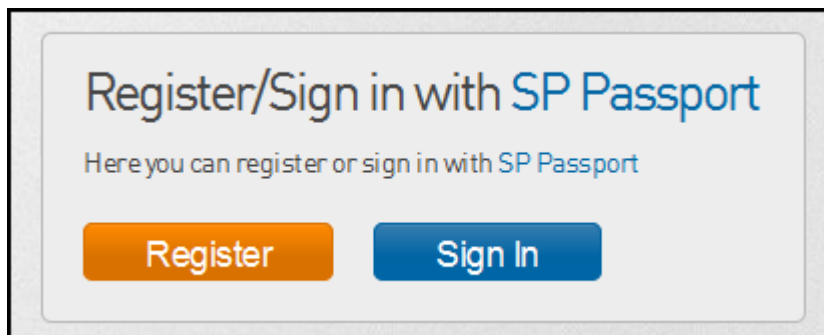 Register/Sign in with SP Passport
Here you can register or sign in with SP Passport
Register
Sign In